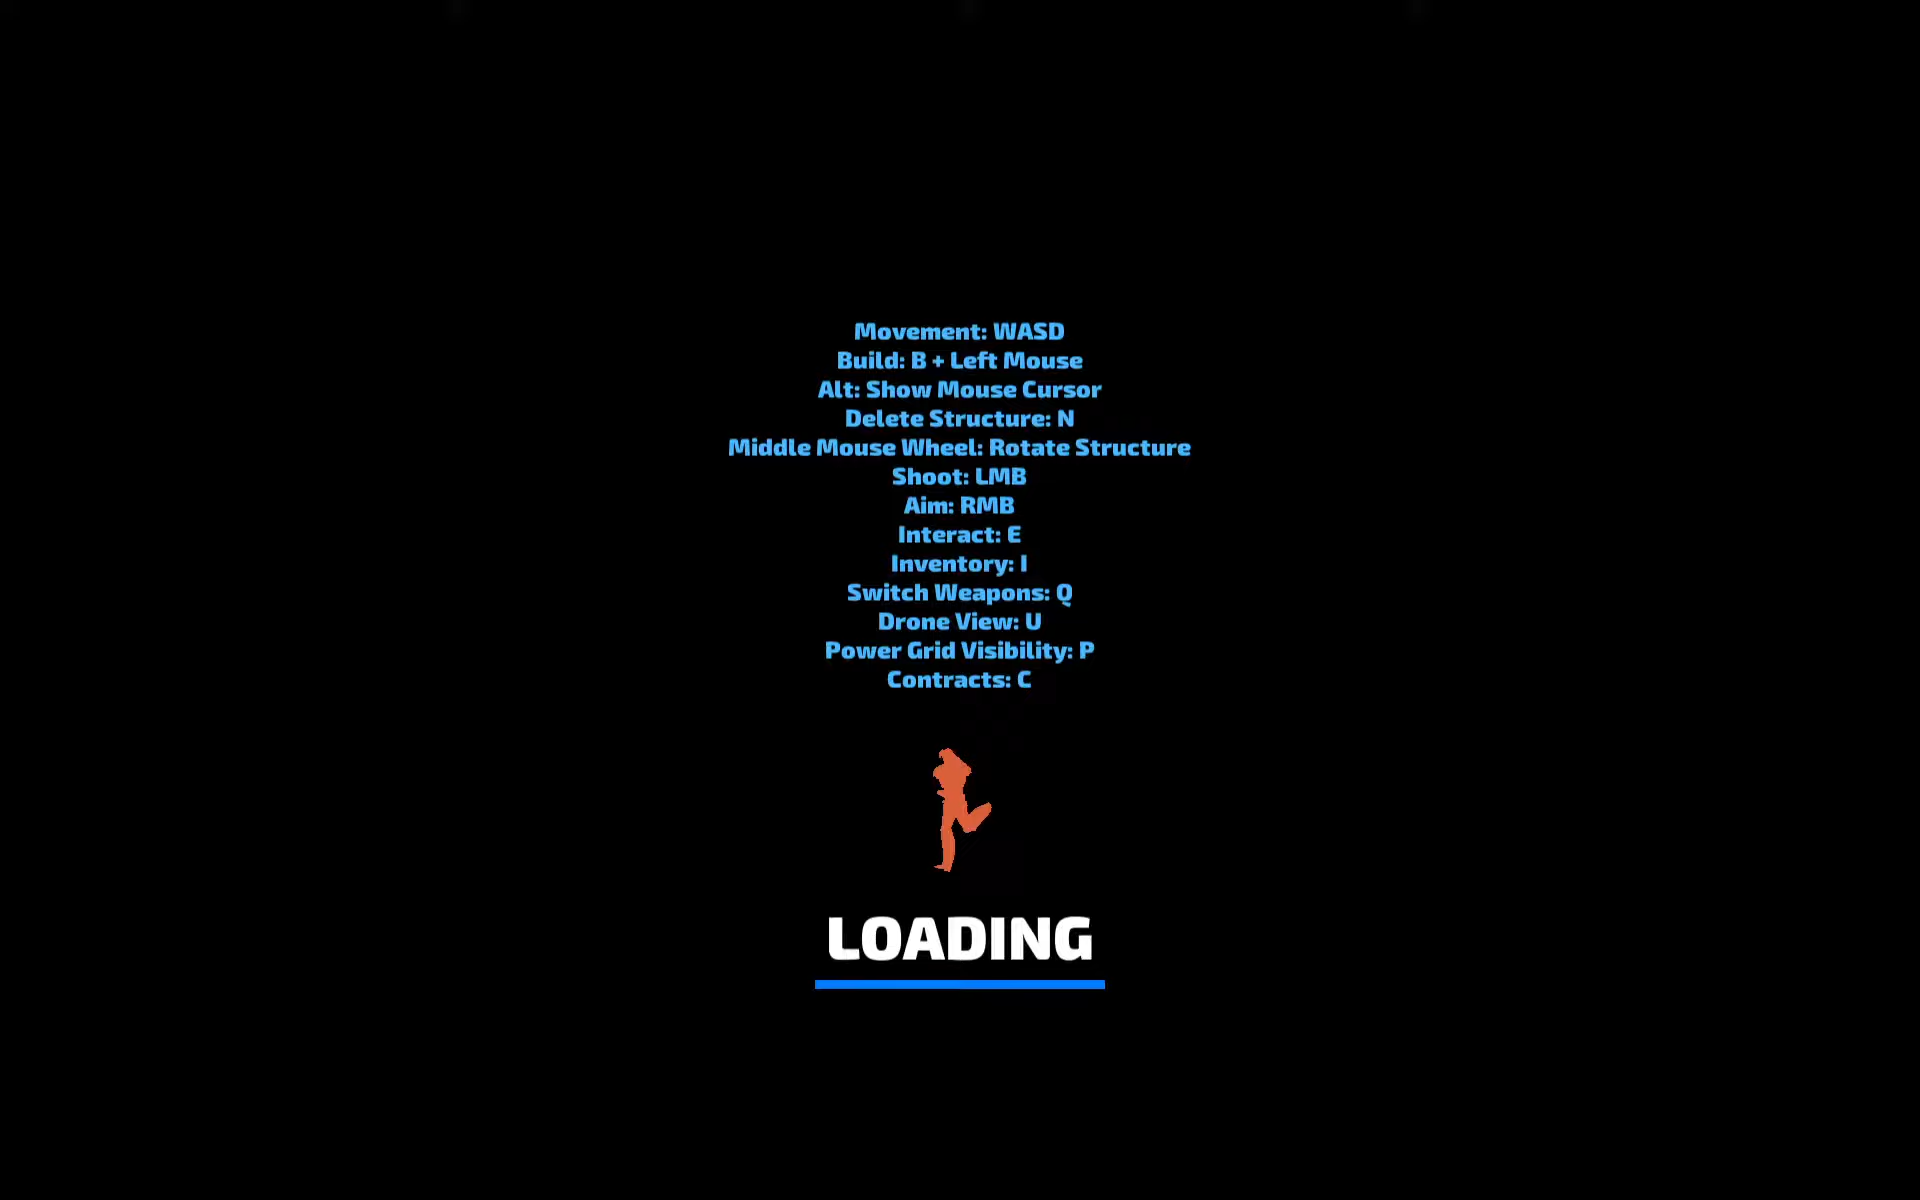 Movement: WASD
Build: B + Left Mouse
Alt: Show Mouse Cursor
Delete Structure: N
Middle Mouse Wheel: Rotate Structure
Shoot: LMB
Aim: RMB
Interact: E
Inventory: I
Switch Weapons: Q
Drone View: U
Power Grid Visibility: P
Contracts: C
LOADING